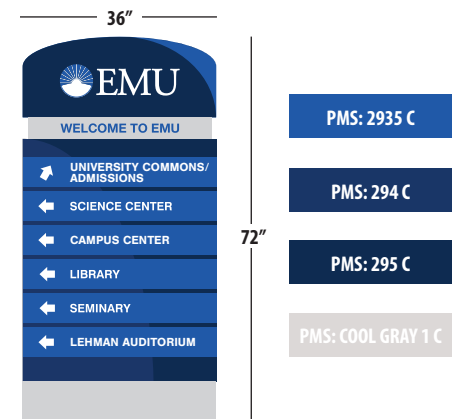 36”
EMU
WELCOME TO EMU
UNIVERSITY COMMONS/
ADMISSIONS
SCIENCE CENTER
CAMPUS CENTER
LIBRARY
SEMINARY
LEHMAN AUDITORIUM
72”
PMS: 2935 C
PMS: 294 C
PMS: 295 C
PMS: COOL GRAY 1 C